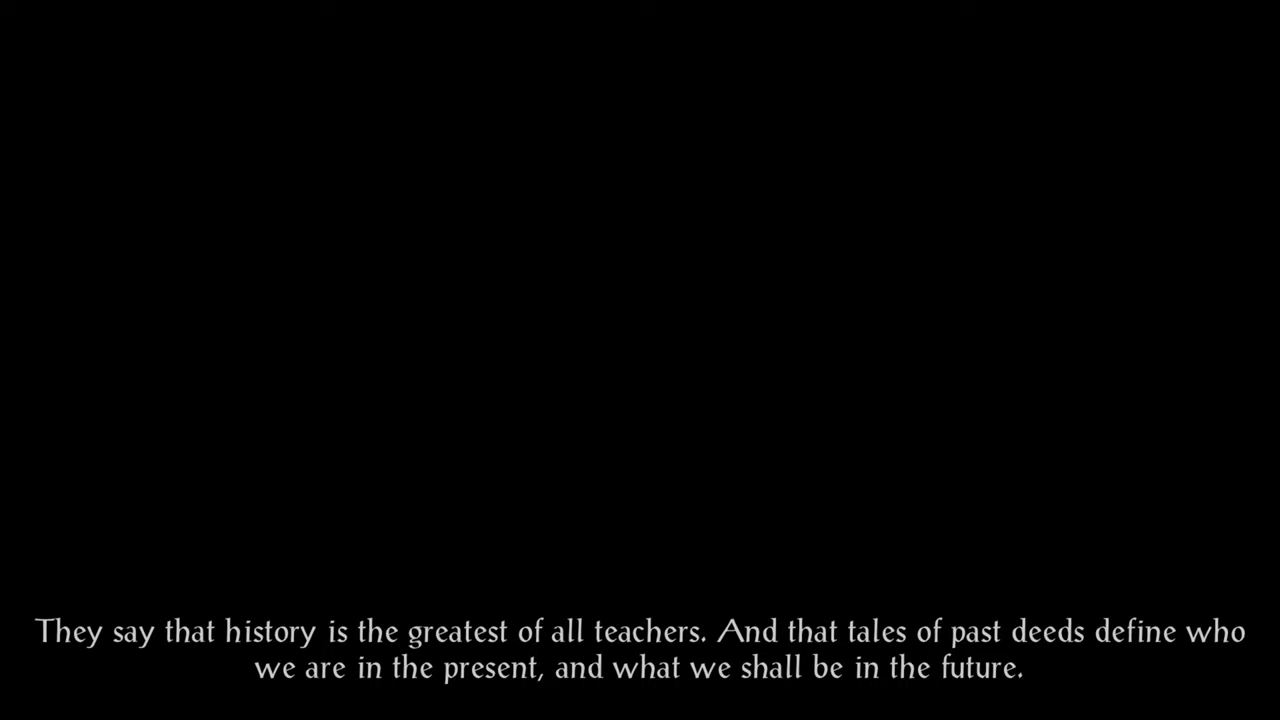 They say that history is the greatest of all teachers. And that tales of past deeds define who
we are in the present, and what we shall be in the future.